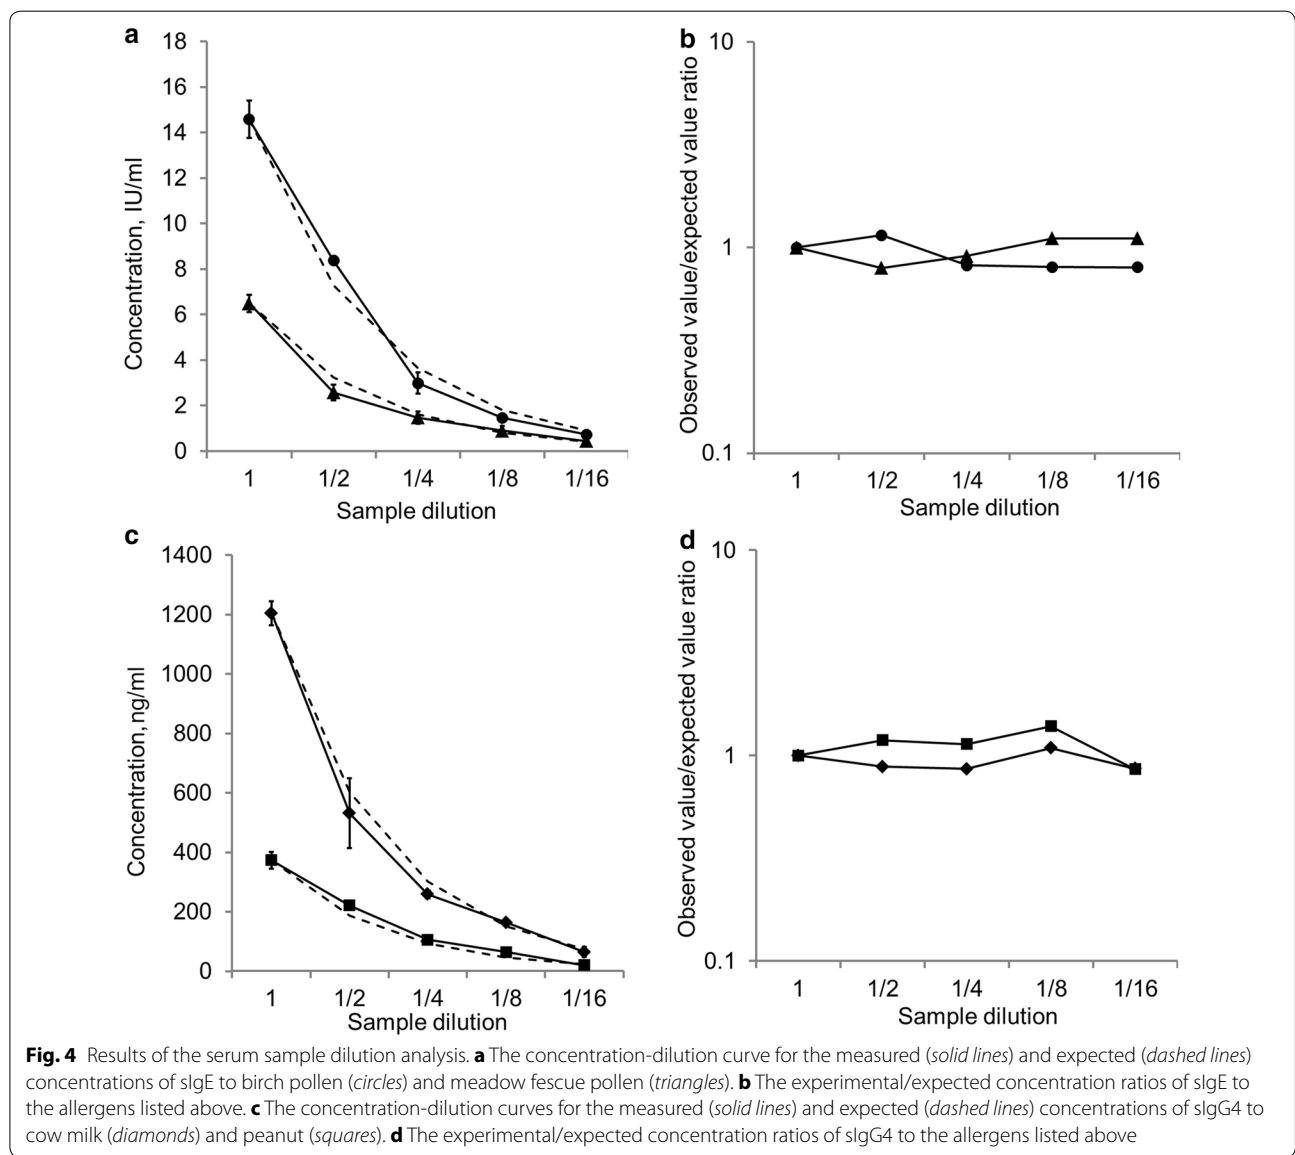 a
18
16
14
12
10
8
6
4
2
0
Concentration, IU/ml
1 1/2 1/4 1/8 1/16
Sample dilution
b
10
1
0.1
Observed value/expected value ratio
1 1/2 1/4 1/8 1/16
Sample dilution
c
1400
1200
1000
800
600
400
200
0
Concentration, ng/ml
1 1/2 1/4 1/8 1/16
Sample dilution
d
10
1
0.1
Observed value/expected value ratio
1 1/2 1/4 1/8 1/16
Sample dilution
Fig. 4 Results of the serum sample dilution analysis. a The concentration-dilution curve for the measured (solid lines) and expected (dashed lines)
concentrations of sIgE to birch pollen (circles) and meadow fescue pollen (triangles). b The experimental/expected concentration ratios of sIgE to
the allergens listed above. c The concentration-dilution curves for the measured (solid lines) and expected (dashed lines) concentrations of sIgG4 to
cow milk (diamonds) and peanut (squares). d The experimental/expected concentration ratios of sIgG4 to the allergens listed above